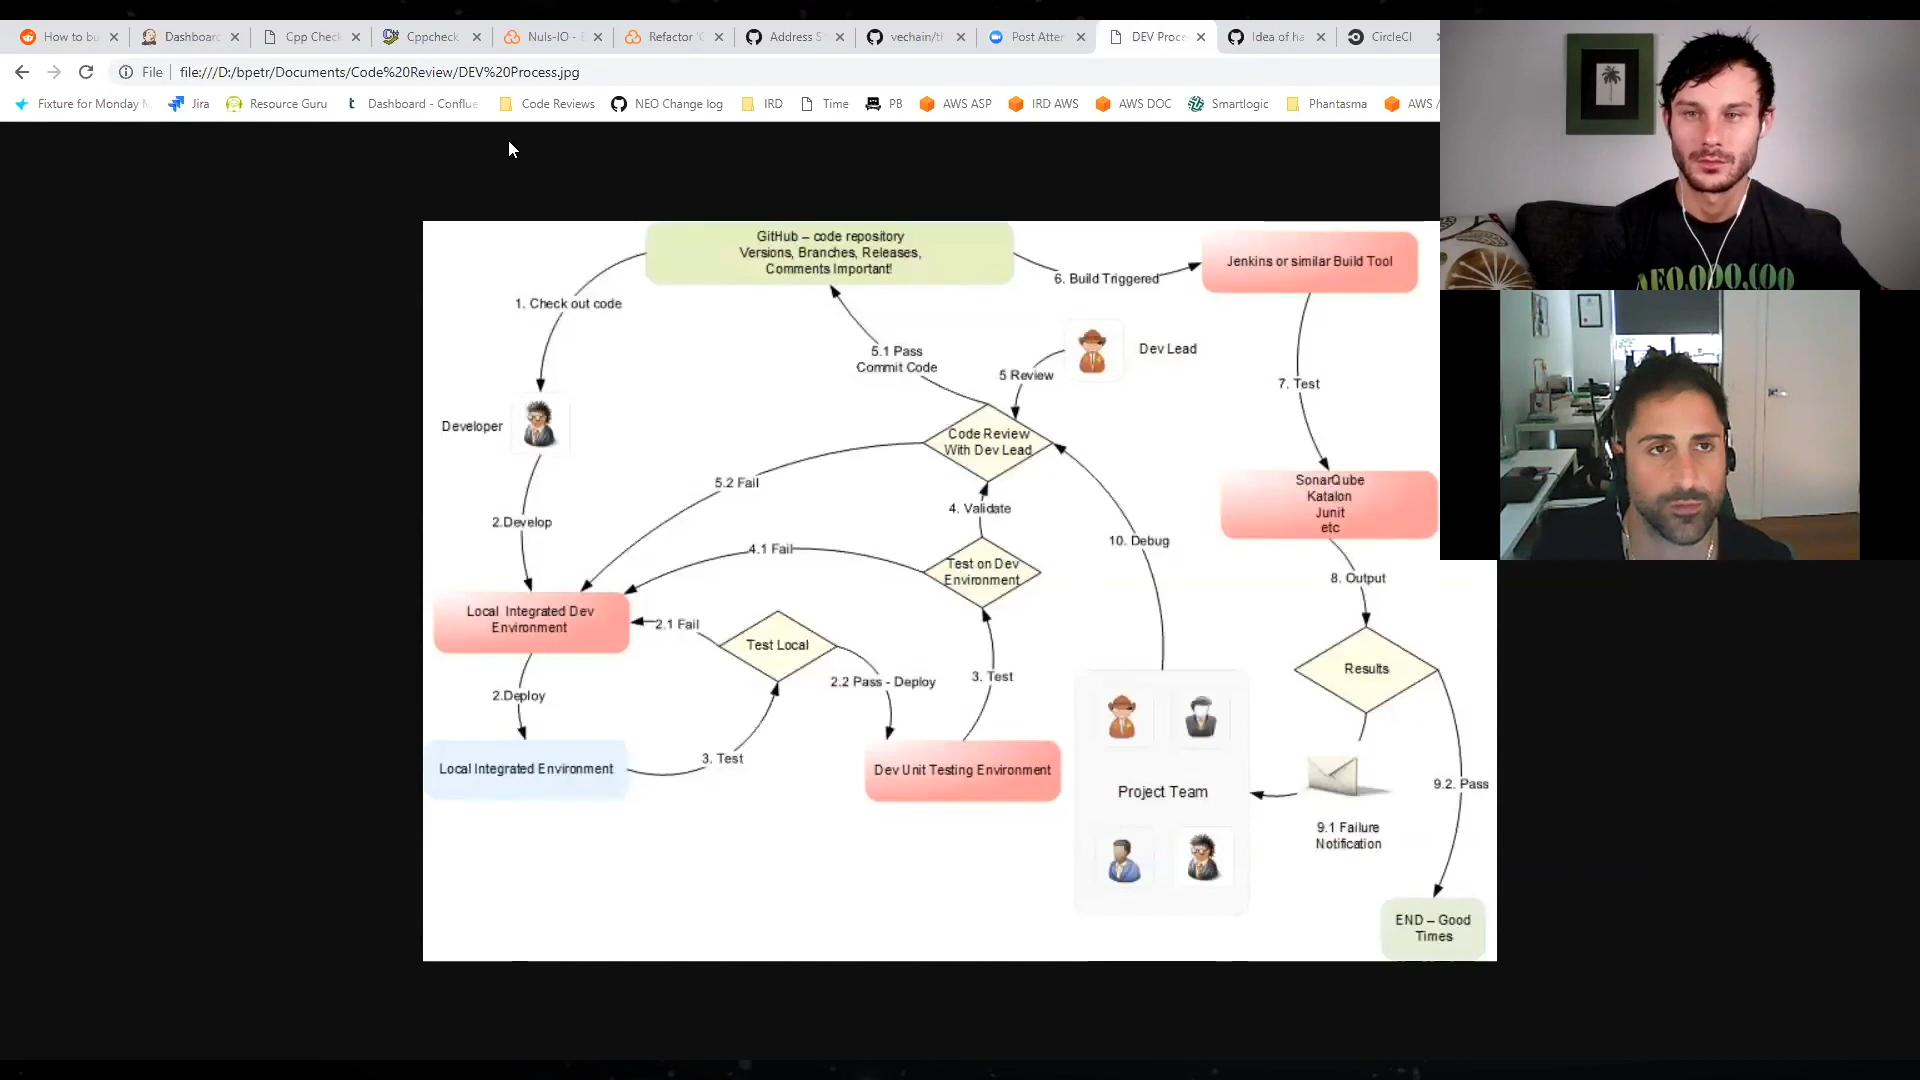 How to bu
Dashboard
Cpp Check
Cppcheck
Nuls-IO - E
Refactor 'C
Address S
vechain/th
Post Atter
DEV Proce
Idea of ha
CircleCI
File file:///D:/bpetr/Documents/Code%20Review/DEV%20Process.jpg
Fixture for Monday
Jira
Resource Guru
Dashboard - Conflue
Code Reviews
NEO Change log
IRD
Time
PB
AWS ASP
IRD AWS
AWS DOC
Smartlogic
Phantasma
AWS
GitHub – code repository
Versions, Branches, Releases,
Comments Important!
6. Build Triggered
Jenkins or similar Build Tool
1. Check out code
5.1 Pass
Commit Code
5 Review
Dev Lead
7. Test
Developer
Code Review
With Dev Lead
5.2 Fail
SonarQube
Katalon
Junit
etc
4. Validate
2.Develop
4.1 Fail
10. Debug
Test on Dev
Environment
8. Output
Local Integrated Dev
Environment
2.1 Fail
Test Local
2.2 Pass - Deploy
3. Test
Results
2.Deploy
3. Test
Local Integrated Environment
Dev Unit Testing Environment
Project Team
9.2. Pass
9.1 Failure
Notification
END – Good
Times